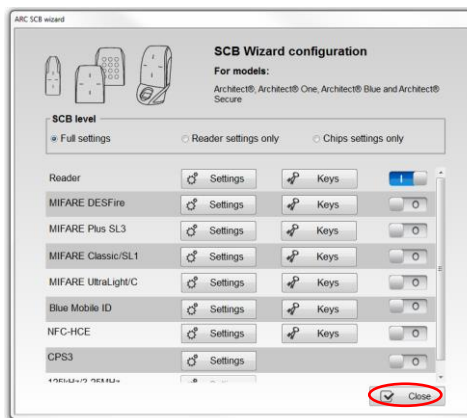 ARC SCB wizard
SCB Wizard configuration
For models:
Architect®, Architect® One, Architect® Blue and Architect®
Secure
SCB level
Full settings Reader settings only Chips settings only
Reader Settings Keys I
MIFARE DESFire Settings Keys O
MIFARE Plus SL3 Settings Keys O
MIFARE Classic/SL1 Settings Keys O
MIFARE UltraLight/C Settings Keys O
Blue Mobile ID Settings Keys O
NFC-HCE Settings Keys O
CPS3 Settings O
125kHz/3.25MHz
Close